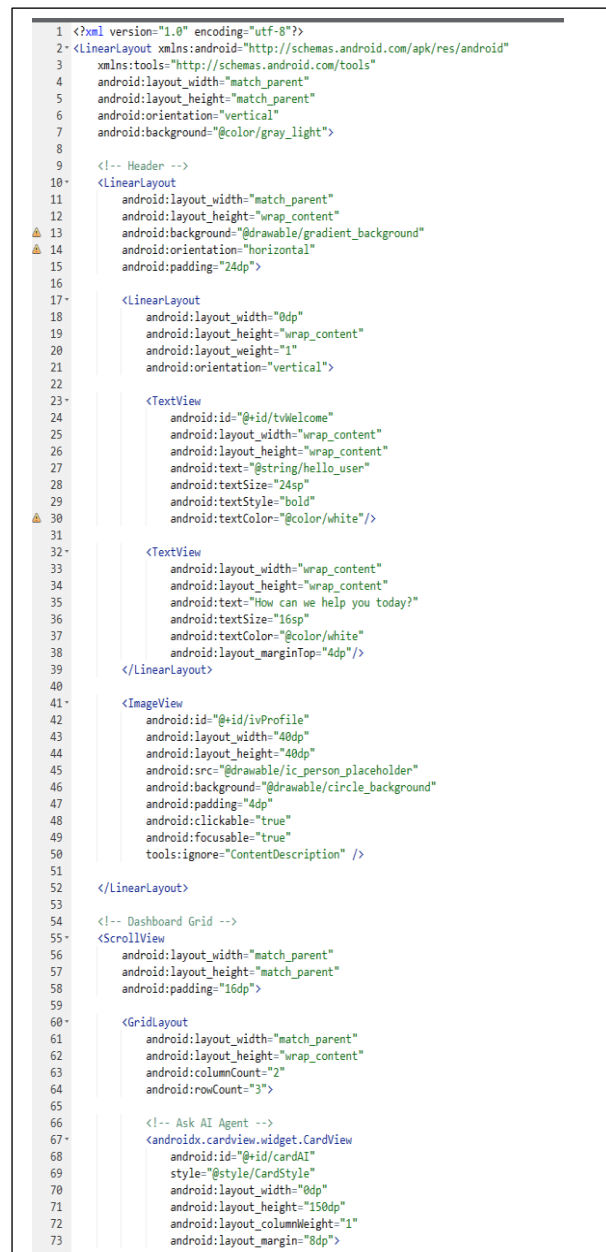 1 <?xml version="1.0" encoding="utf-8"?>
2 <LinearLayout xmlns:android="http://schemas.android.com/apk/res/android"
3     xmlns:tools="http://schemas.android.com/tools"
4     android:layout_width="match_parent"
5     android:layout_height="match_parent"
6     android:orientation="vertical"
7     android:background="@color/gray_light">
8
9     <!-- Header -->
10     <LinearLayout
11         android:layout_width="match_parent"
12         android:layout_height="wrap_content"
13         android:background="@drawable/gradient_background"
14         android:orientation="horizontal"
15         android:padding="24dp">
16
17         <LinearLayout
18             android:layout_width="0dp"
19             android:layout_height="wrap_content"
20             android:layout_weight="1"
21             android:orientation="vertical">
22
23             <TextView
24                 android:id="@+id/tvWelcome"
25                 android:layout_width="wrap_content"
26                 android:layout_height="wrap_content"
27                 android:text="@string/hello_user"
28                 android:textSize="24sp"
29                 android:textStyle="bold"
30                 android:textColor="@color/white"/>
31
32             <TextView
33                 android:layout_width="wrap_content"
34                 android:layout_height="wrap_content"
35                 android:text="How can we help you today?"
36                 android:textSize="16sp"
37                 android:textColor="@color/white"
38                 android:layout_marginTop="4dp"/>
39         </LinearLayout>
40
41         <ImageView
42             android:id="@+id/ivProfile"
43             android:layout_width="40dp"
44             android:layout_height="40dp"
45             android:src="@drawable/ic_person_placeholder"
46             android:background="@drawable/circle_background"
47             android:padding="4dp"
48             android:clickable="true"
49             android:focusable="true"
50             tools:ignore="ContentDescription" />
51
52     </LinearLayout>
53
54     <!-- Dashboard Grid -->
55     <ScrollView
56         android:layout_width="match_parent"
57         android:layout_height="match_parent"
58         android:padding="16dp">
59
60         <GridLayout
61             android:layout_width="match_parent"
62             android:layout_height="wrap_content"
63             android:columnCount="2"
64             android:rowCount="3">
65
66             <!-- Ask AI Agent -->
67             <androidx.cardview.widget.CardView
68                 android:id="@+id/cardAI"
69                 style="@style/CardStyle"
70                 android:layout_width="0dp"
71                 android:layout_height="150dp"
72                 android:layout_columnWeight="1"
73                 android:layout_margin="8dp">